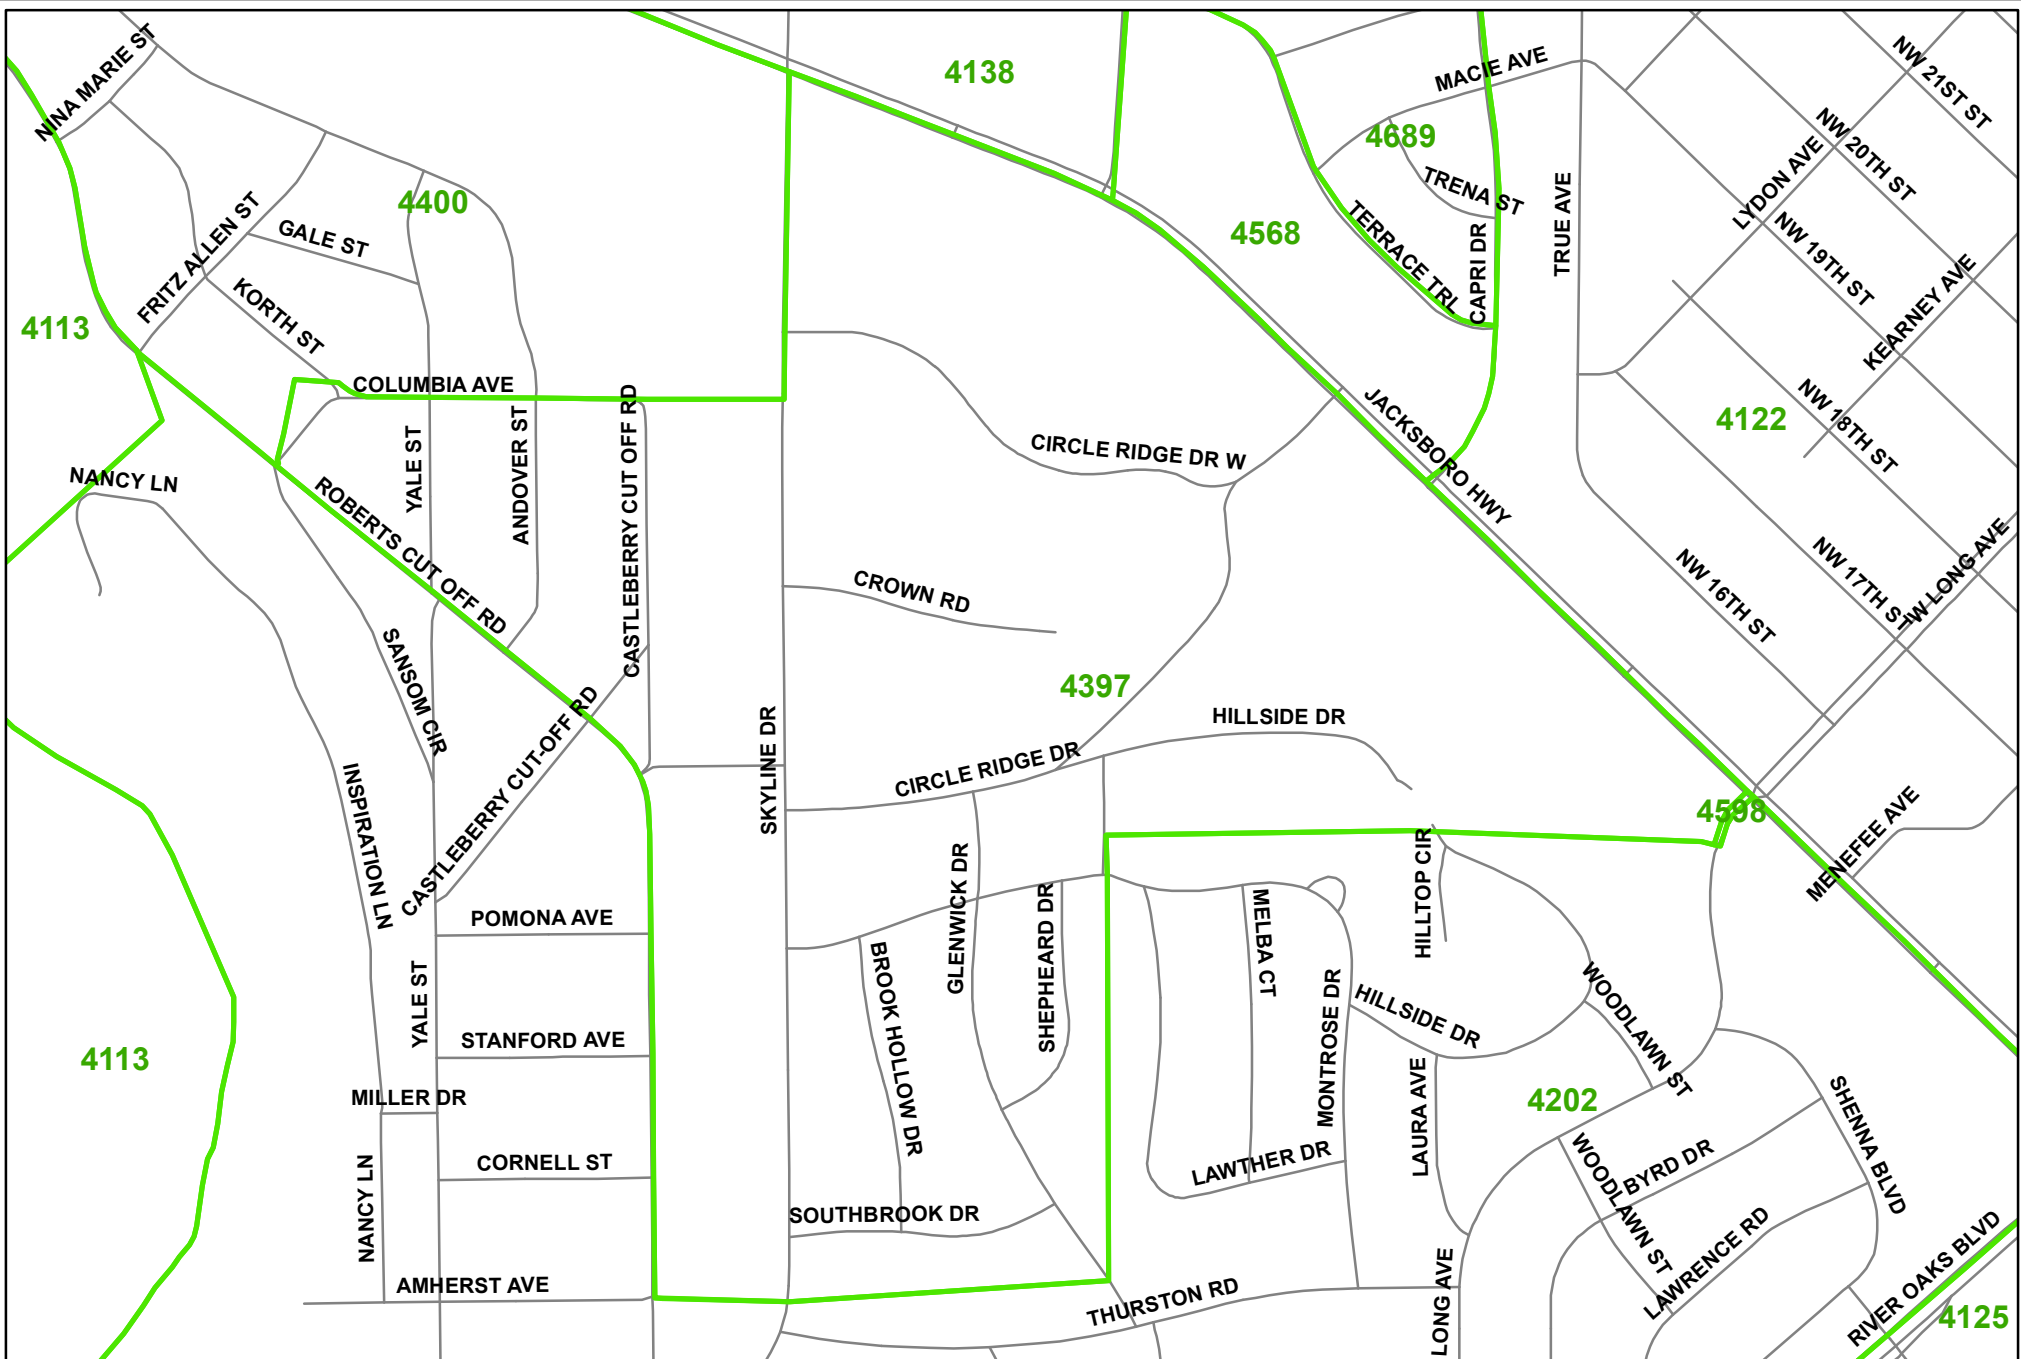 NINA MARIE ST
4138
MACIE AVE
NW 21ST ST
4689
NW 20TH ST
LYDON AVE
4400
TRENA ST
TRUE AVE
FRITZ ALLEN ST
GALE ST
4568
TERRACE TRL
CAPRI DR
NW 19TH ST
KEARNEY AVE
4113
KORTH ST
COLUMBIA AVE
JACKSBORO HWY
4122
NW 18TH ST
NANCY LN
ROBERTS CUT OFF RD
YALE ST
ANDOVER ST
CASTLEBERRY CUT OFF RD
CIRCLE RIDGE DR W
CROWN RD
NW 16TH ST
NW 17TH ST
W LONG AVE
SANSOM CIR
4397
HILLSIDE DR
SKYLINE DR
CIRCLE RIDGE DR
CASTLEBERRY CUT-OFF RD
INSPIRATION LN
4598
MENEFEE AVE
HILLTOP CIR
POMONA AVE
GLENWICK DR
SHEPHEARD DR
MELBA CT
BROOK HOLLOW DR
YALE ST
MONTROSE DR
HILLSIDE DR
WOODLAWN ST
4113
STANFORD AVE
MILLER DR
LAURA AVE
4202
SHENNA BLVD
CORNELL ST
LAWTHER DR
BYRD DR
WOODLAWN ST
NANCY LN
SOUTHBROOK DR
LAWRENCE RD
RIVER OAKS BLVD
AMHERST AVE
THURSTON RD
LONG AVE
4125